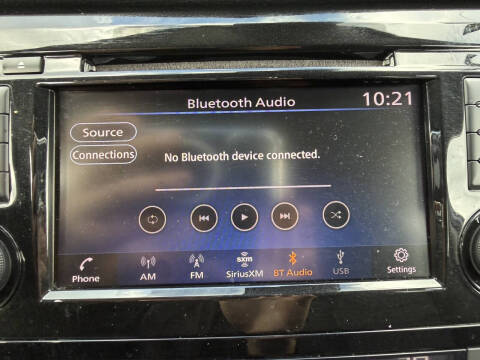 Bluetooth Audio
10:21
Source
Connections
No Bluetooth device connected.
Phone
AM
FM
sxm
SiriusXM
BT Audio
USB
Settings